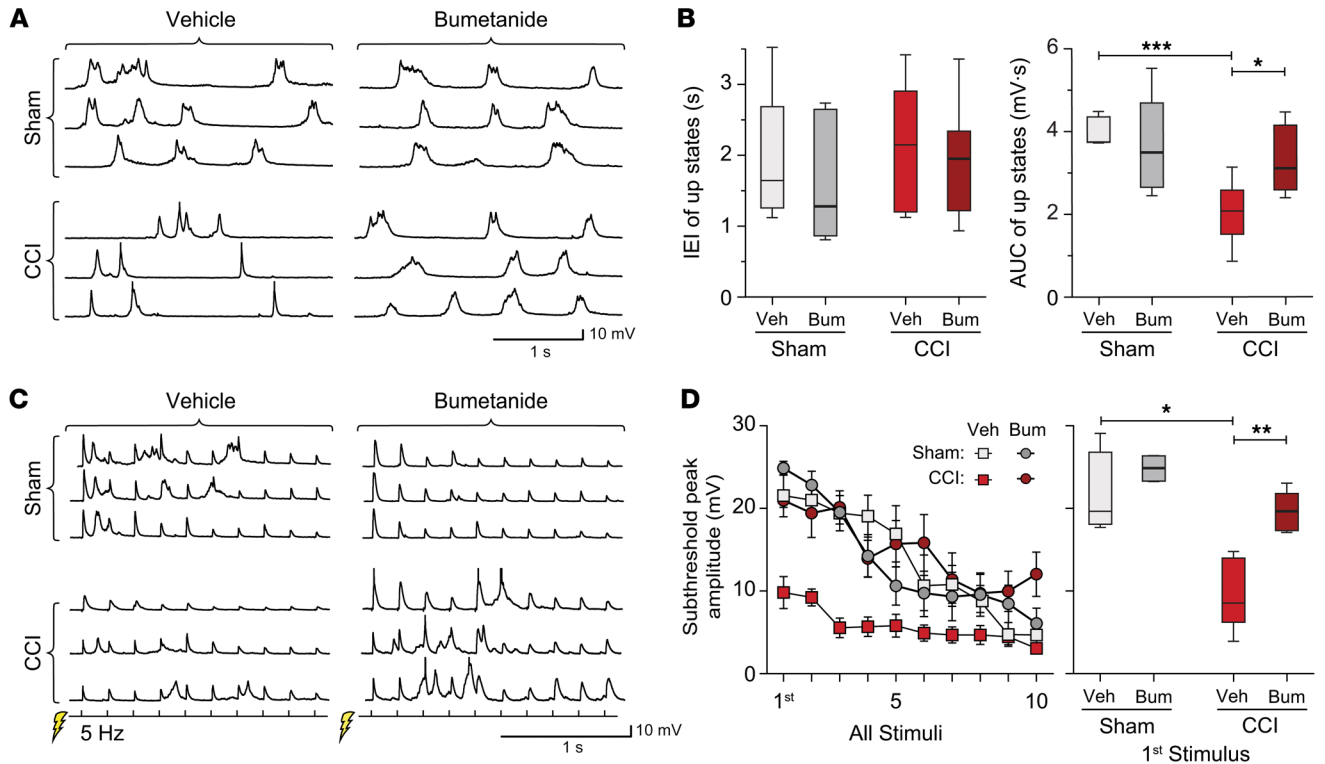 A
Vehicle
Bumetanide
Sham
CCI
10 mV
1 s
B
IEI of up states (s)
3
2
1
0
Veh
Bum
Veh
Bum
Sham
CCI
AUC of up states (mV·s)
6
4
2
0
***
*
Veh
Bum
Veh
Bum
Sham
CCI
C
Vehicle
Bumetanide
Sham
CCI
5 Hz
10 mV
1 s
D
Subthreshold peak
amplitude (mV)
30
20
10
0
Veh Bum
Sham:
CCI:
1st
5
10
All Stimuli
*
**
Veh
Bum
Veh
Bum
Sham
CCI
1st Stimulus